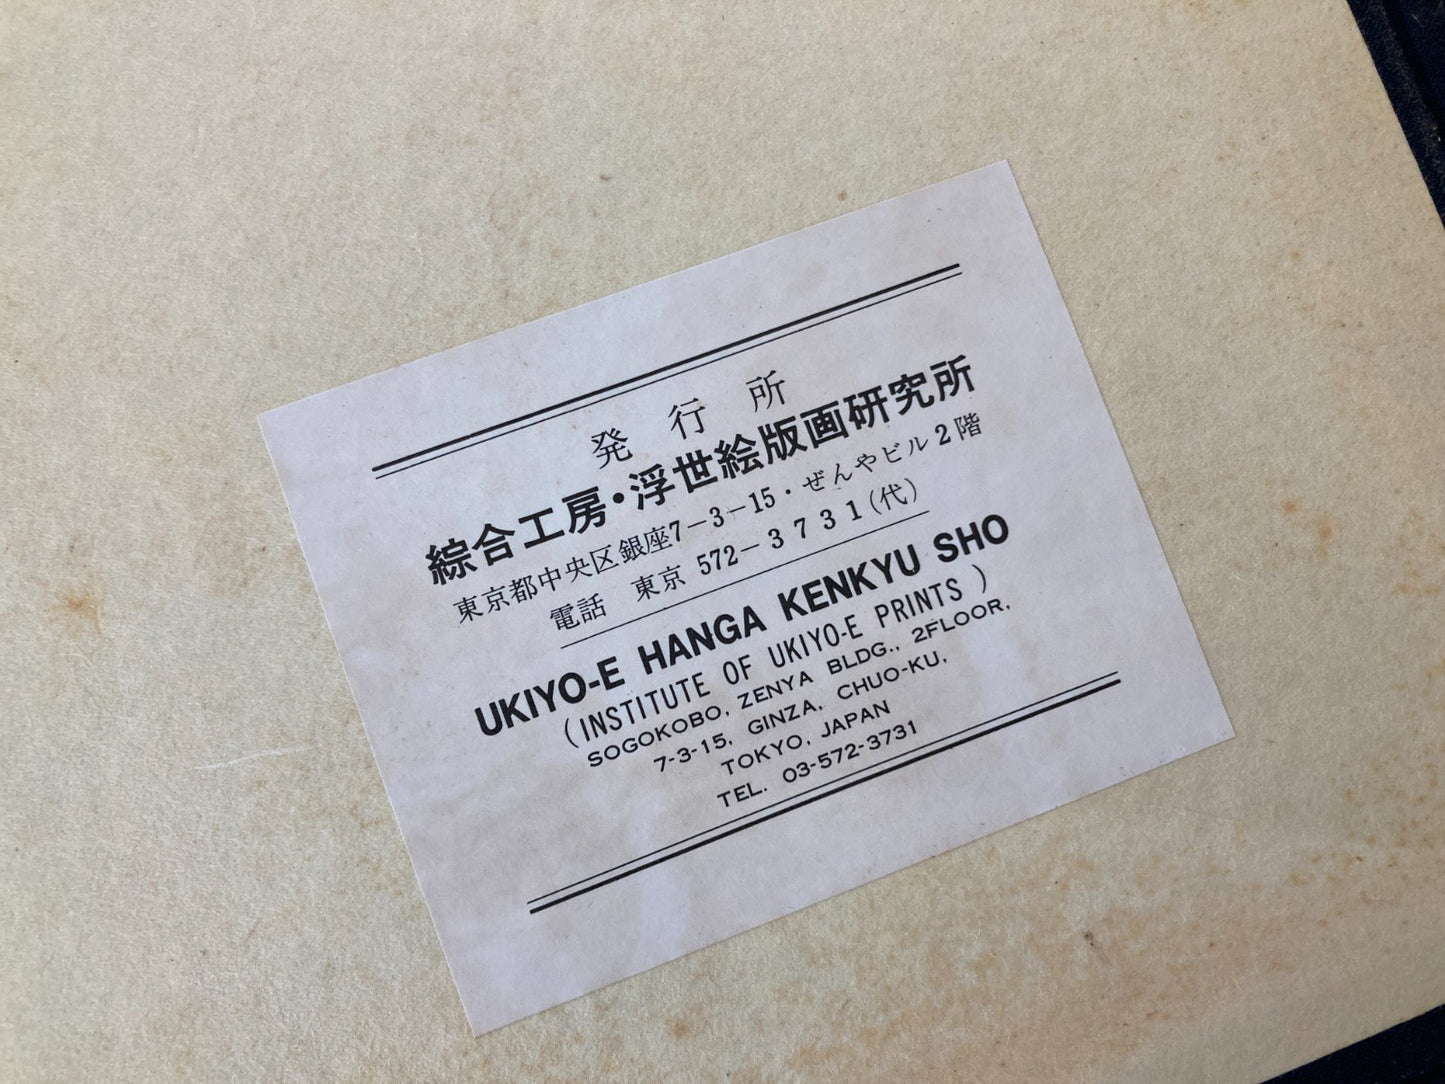 発行所
綜合工房・浮世絵版画研究所
東京都中央区銀座7-3-15・ぜんやビル2階
電話 東京 572-3731(代)
UKIYO-E HANGA KENKYU SHO
(INSTITUTE OF UKIYO-E PRINTS)
SOGOKOBO, ZENYA BLDG., 2FLOOR,
7-3-15, GINZA, CHUO-KU,
TOKYO, JAPAN
TEL. 03-572-3731